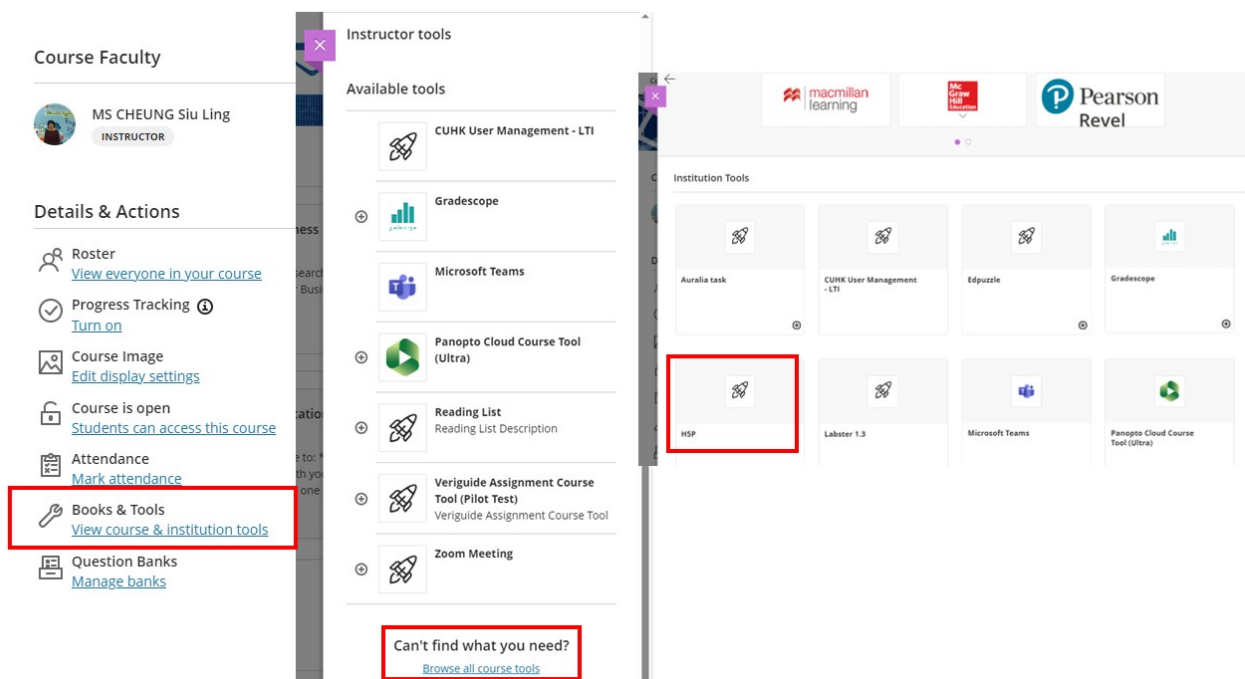 Course Faculty
MS CHEUNG Siu Ling
INSTRUCTOR
Details & Actions
Roster
View everyone in your course
Progress Tracking
Turn on
Course Image
Edit display settings
Course is open
Students can access this course
Attendance
Mark attendance
Books & Tools
View course & institution tools
Question Banks
Manage banks
Instructor tools
Available tools
CUHK User Management - LTI
Gradescope
Microsoft Teams
Panopto Cloud Course Tool
(Ultra)
Reading List
Reading List Description
Veriguide Assignment Course
Tool (Pilot Test)
Veriguide Assignment Course Tool
Zoom Meeting
Can't find what you need?
Browse all course tools
macmillan
learning
Mc
Graw
Hill
Education
Pearson
Revel
Institution Tools
Auralia task
CUHK User Management
- LTI
Edpuzzle
Gradescope
H5P
Labster 1.3
Microsoft Teams
Panopto Cloud Course
Tool (Ultra)